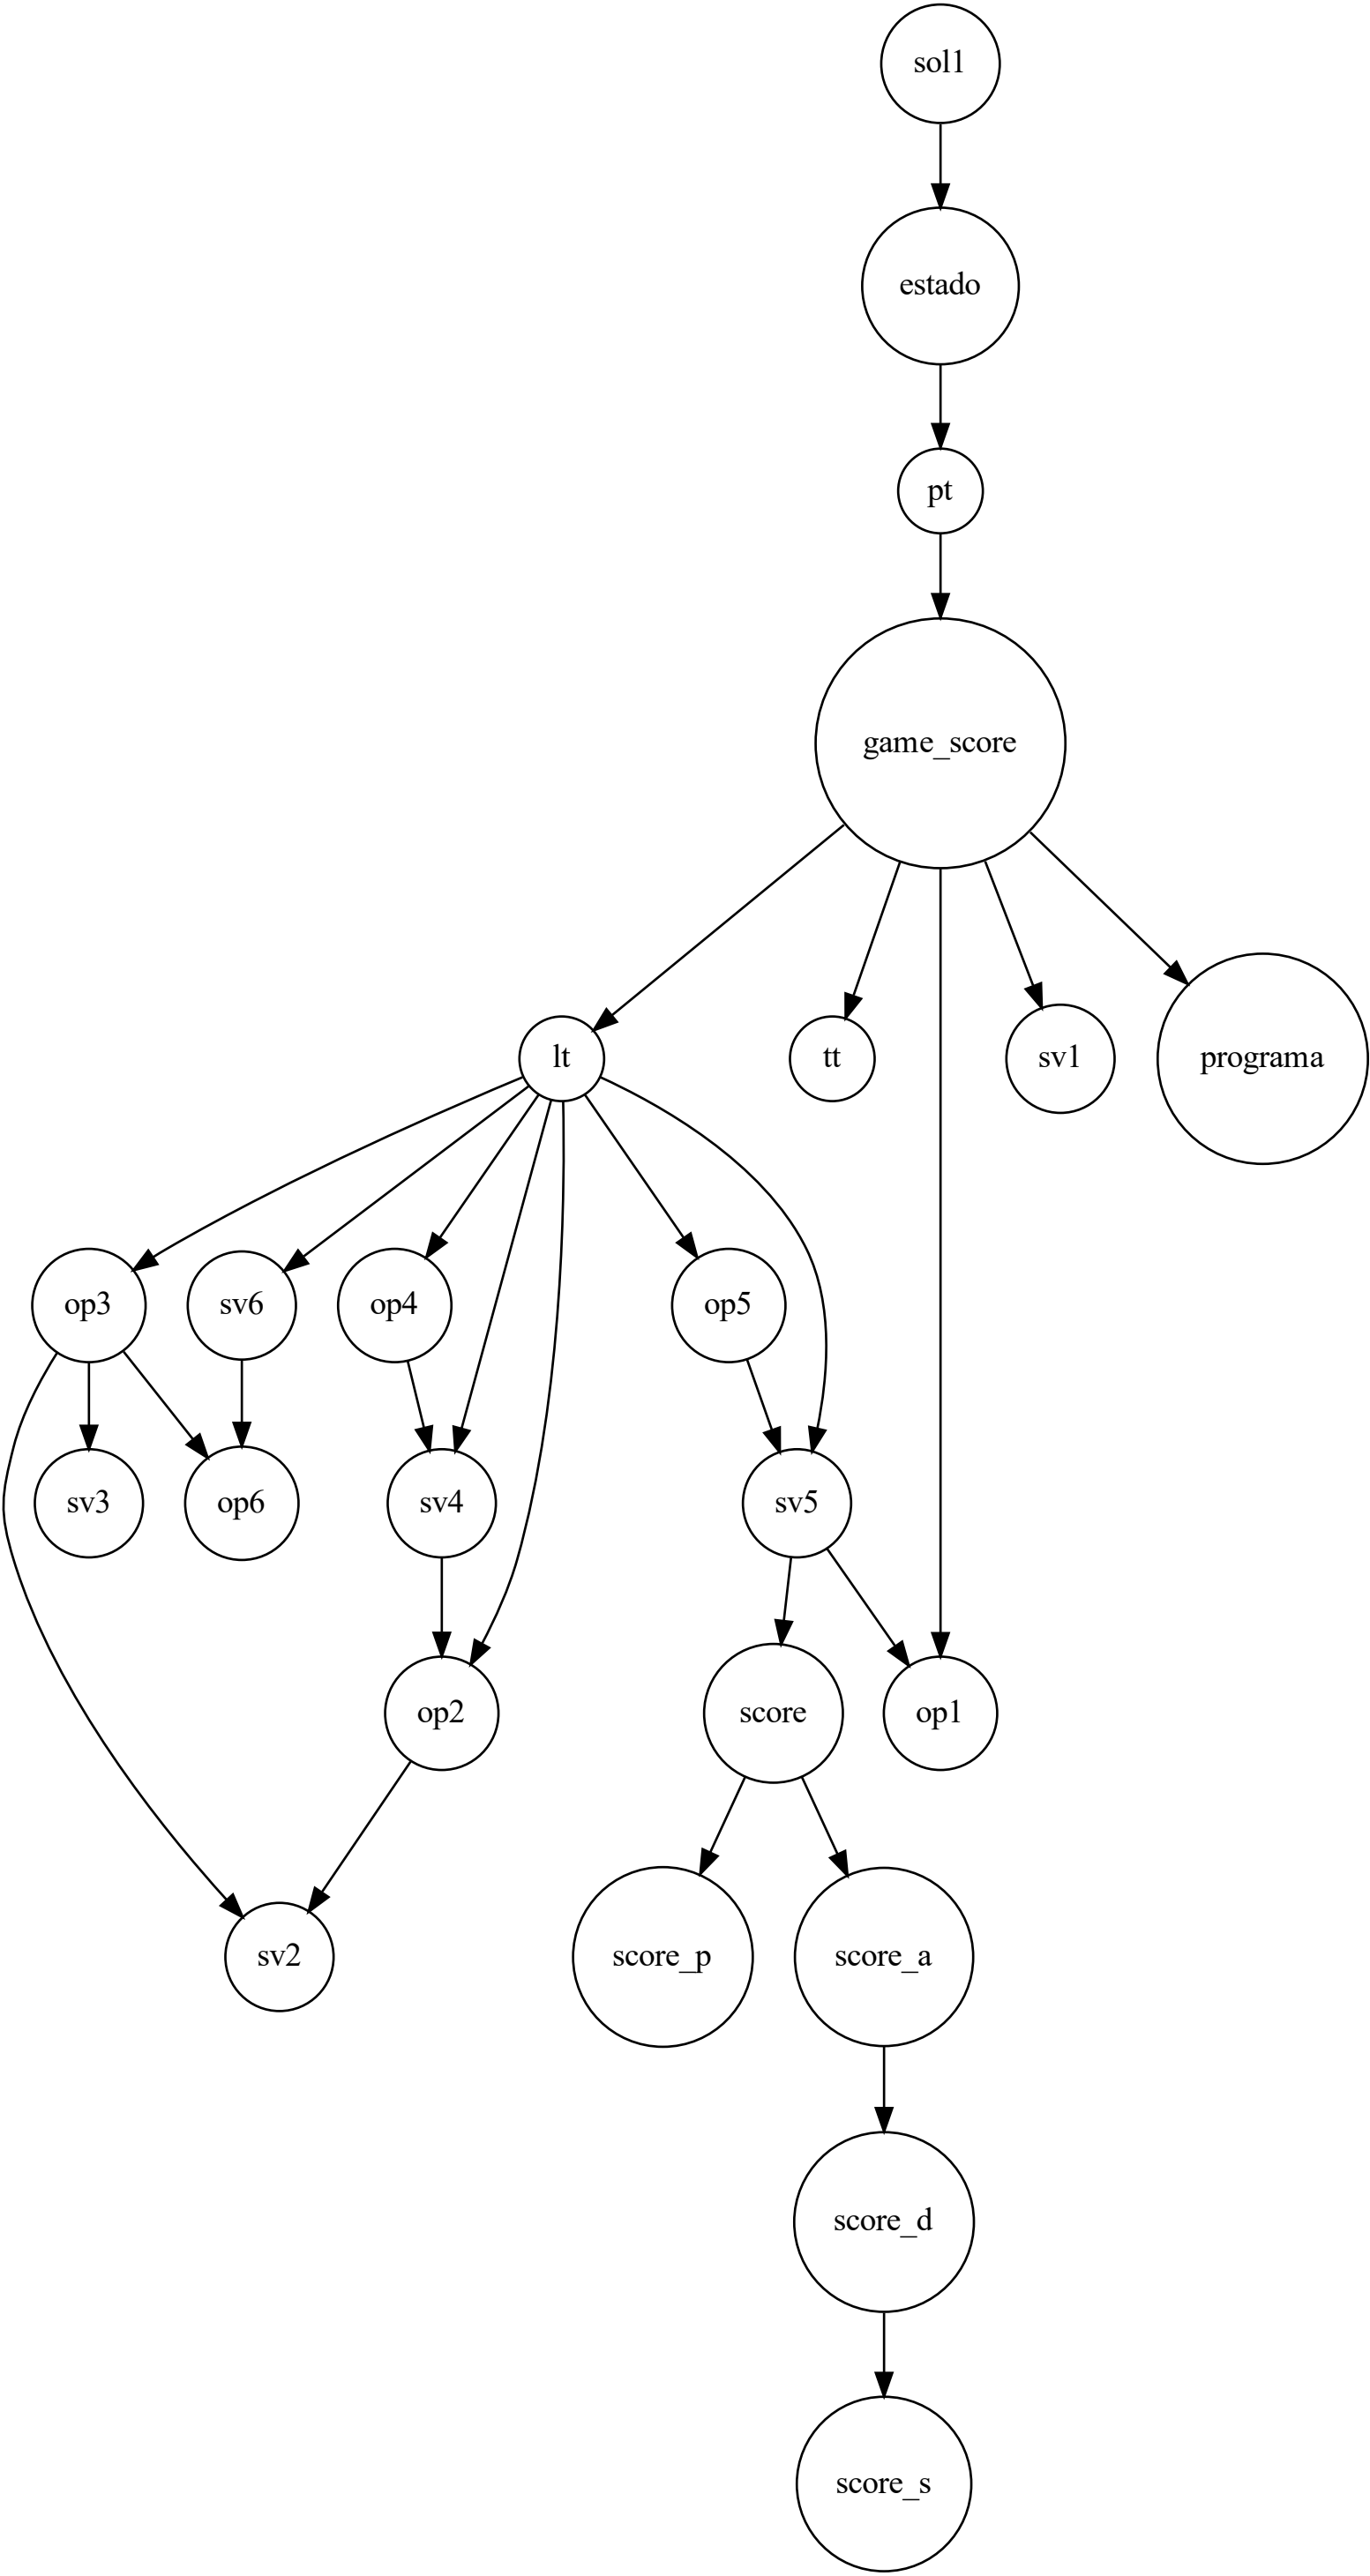 sol1
estado
pt
game_score
lt
tt
sv1
programa
op3
sv6
op4
op5
sv3
op6
sv4
sv5
op2
score
op1
sv2
score_p
score_a
score_d
score_s